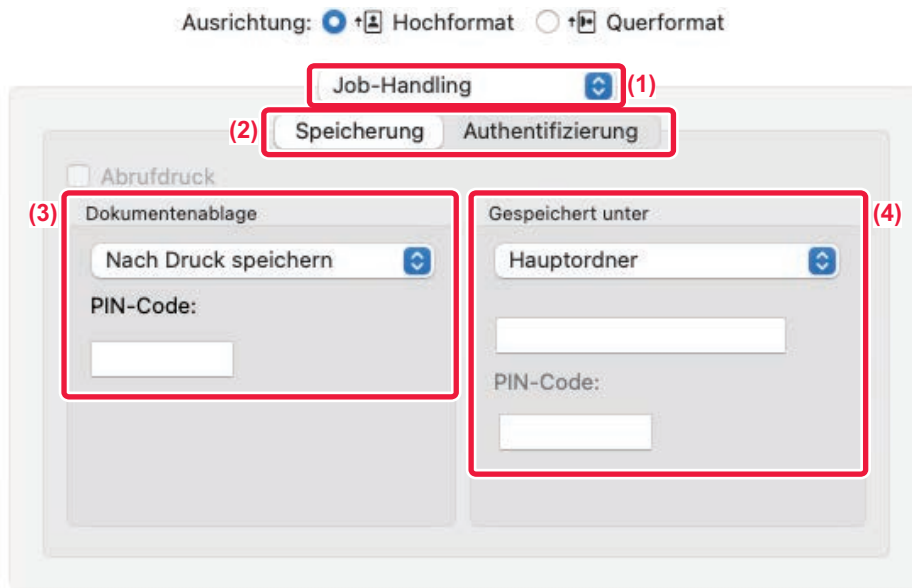 Ausrichtung: Hochformat Querformat
Job-Handling (1)
(2) Speicherung Authentifizierung
Abrufdruck
(3) Dokumentenablage
Nach Druck speichern
PIN-Code:
Gespeichert unter (4)
Hauptordner
PIN-Code: